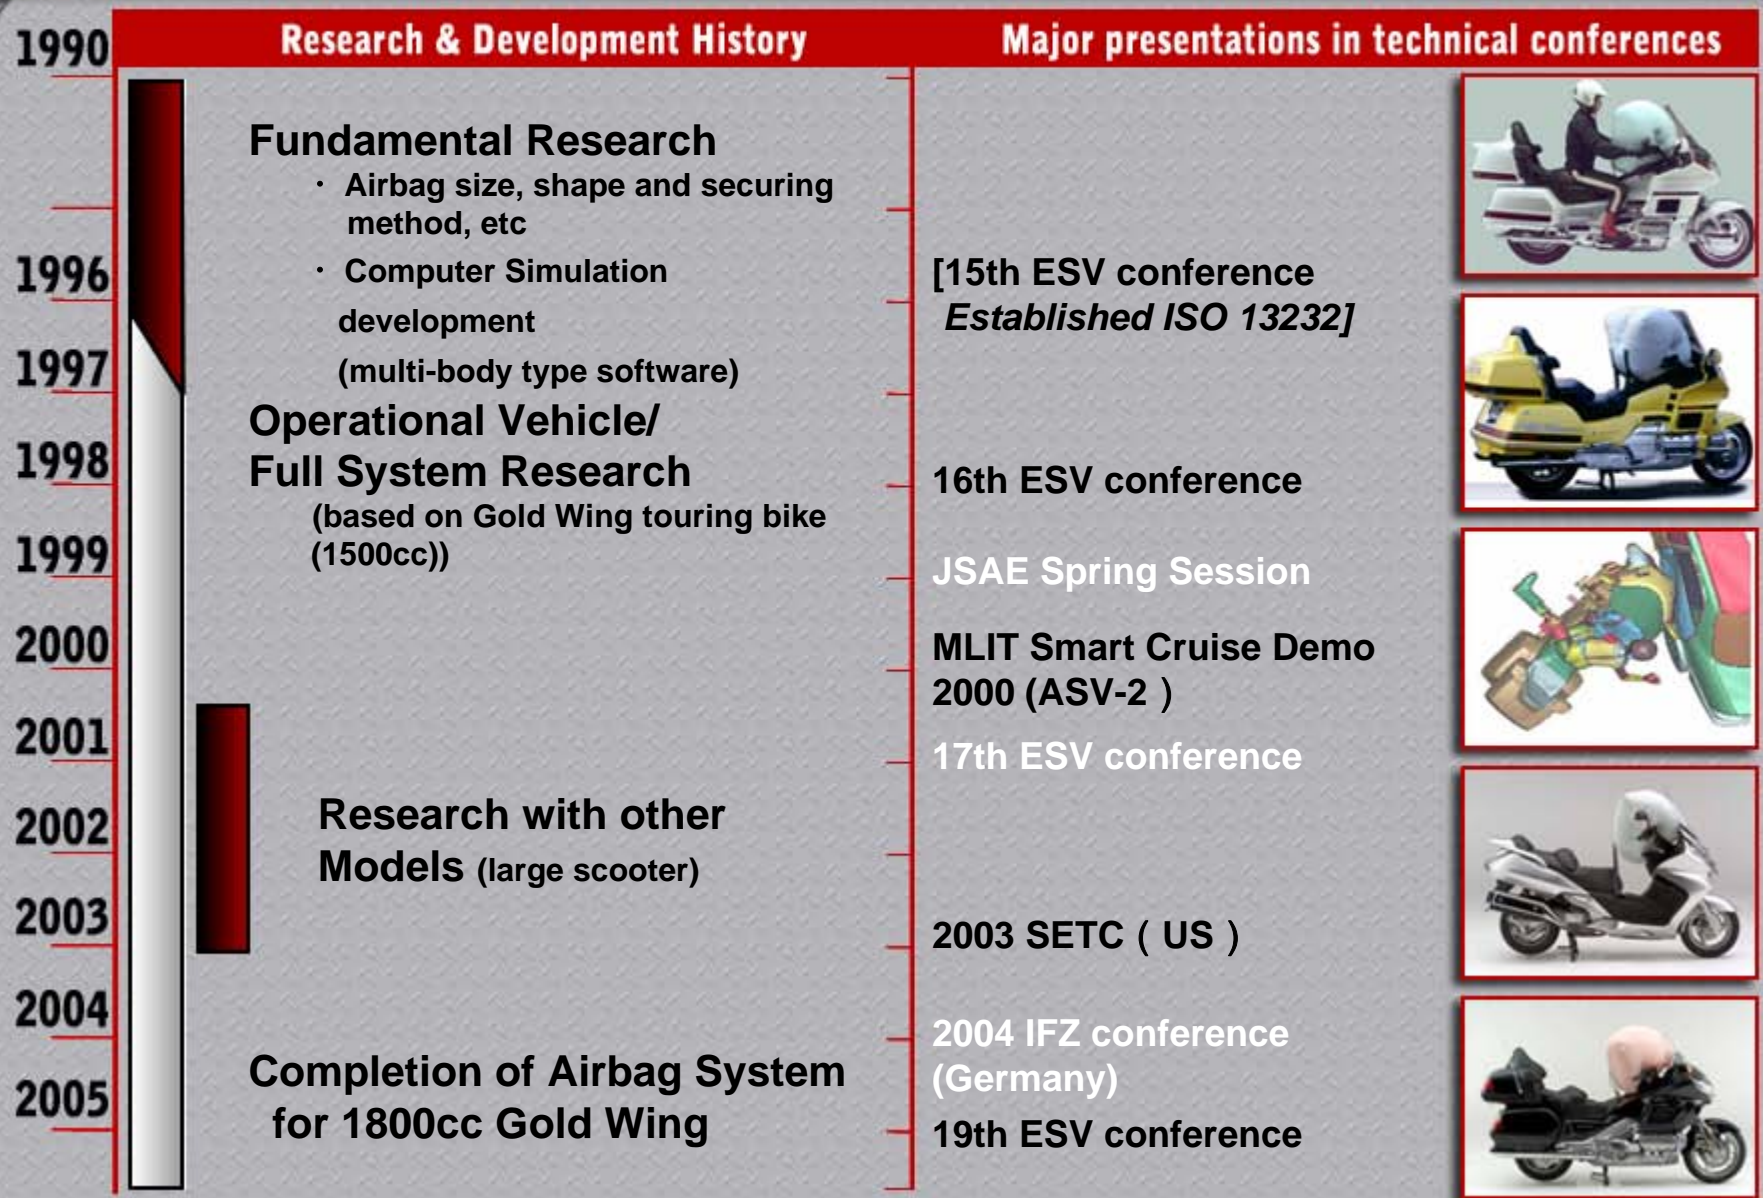 1990
Research & Development History
Major presentations in technical conferences
Fundamental Research
・ Airbag size, shape and securing
method, etc
・ Computer Simulation
development
(multi-body type software)
Operational Vehicle/
Full System Research
(based on Gold Wing touring bike
(1500cc))
Research with other
Models (large scooter)
Completion of Airbag System
for 1800cc Gold Wing
1996
1997
1998
1999
2000
2001
2002
2003
2004
2005
[15th ESV conference
Established ISO 13232]
16th ESV conference
JSAE Spring Session
MLIT Smart Cruise Demo
2000 (ASV-2 )
17th ESV conference
2003 SETC ( US )
2004 IFZ conference
(Germany)
19th ESV conference